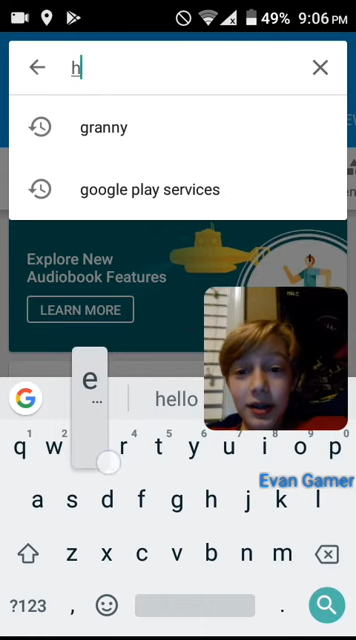 49% 9:06 PM
h
granny
google play services
Explore New
Audiobook Features
LEARN MORE
e
...
hello
1 2 4 5 6 7 8 9 0
q w r t y u i o p
Evan Gamer
a s d f g h j k l
z x c v b n m
?123 , .